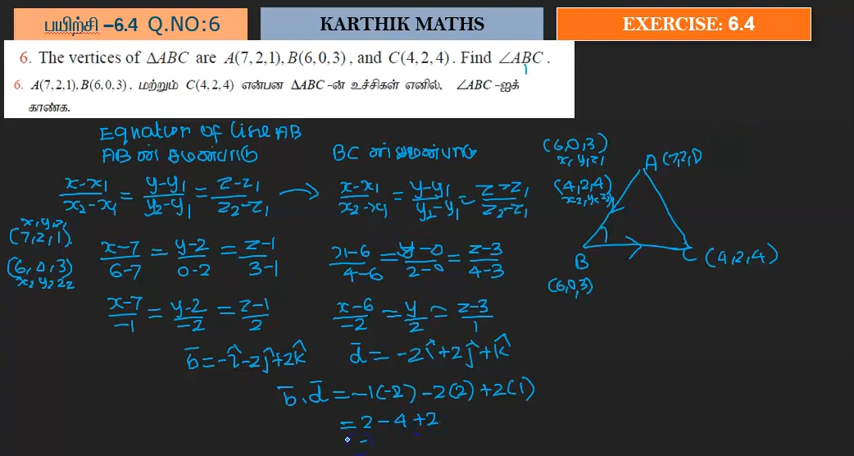 பயிற்சி –6.4 Q.NO:6
KARTHIK MATHS
EXERCISE: 6.4
6. The vertices of ΔABC are A(7,2,1), B(6,0,3), and C(4,2,4). Find ∠ABC.
6. A(7,2,1), B(6,0,3), மற்றும் C(4,2,4) என்பன ΔABC -ன் உச்சிகள் எனில், ∠ABC -ஐக்
காண்க.
Equation of line AB
AB ன் சமன்பாடு
(x-x₁)/(x₂-x₁) = (y-y₁)/(y₂-y₁) = (z-z₁)/(z₂-z₁)
x₁y₁z₁
(7,2,1)
(6,0,3)
x₂ y₂ z₂
(x-7)/(6-7) = (y-2)/(0-2) = (z-1)/(3-1)
(x-7)/-1 = (y-2)/-2 = (z-1)/2
b̄ = -î-2ĵ+2k̂
BC ன் சமன்பாடு
(x-x₁)/(x₂-x₁) = (y-y₁)/(y₂-y₁) = (z-z₁)/(z₂-z₁)
(x-6)/(4-6) = (y-0)/(2-0) = (z-3)/(4-3)
(x-6)/-2 = y/2 = (z-3)/1
d̄ = -2î+2ĵ+k̂
b̄.d̄ = -1(-2) -2(2) +2(1)
= 2-4+2
=
(6,0,3)
x₁ y₁ z₁
(4,2,4)
x₂ y₂ z₂
A (7,2,1)
B
(6,0,3)
C (4,2,4)